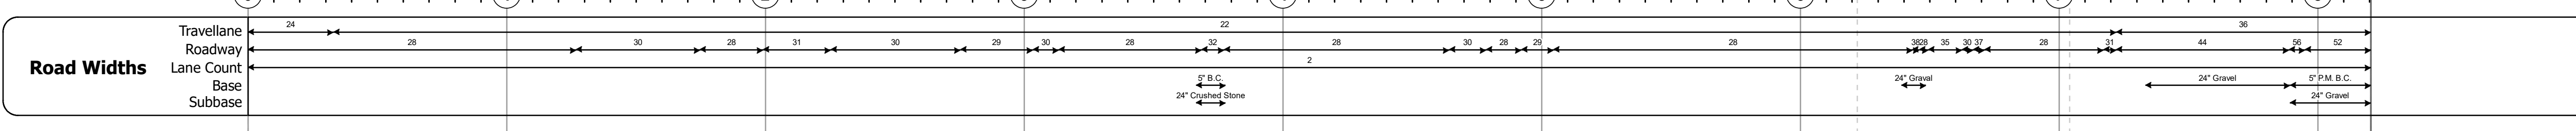 Road Widths
Travellane 24 22 36
Roadway 28 30 28 31 30 29 30 28 32 28 30 28 29 28 38 28 35 30 37 28 31 44 56 52
Lane Count 2
Base 5" B.C. 24" Graval 24" Gravel 5" P.M. B.C.
Subbase 24" Crushed Stone 24" Gravel